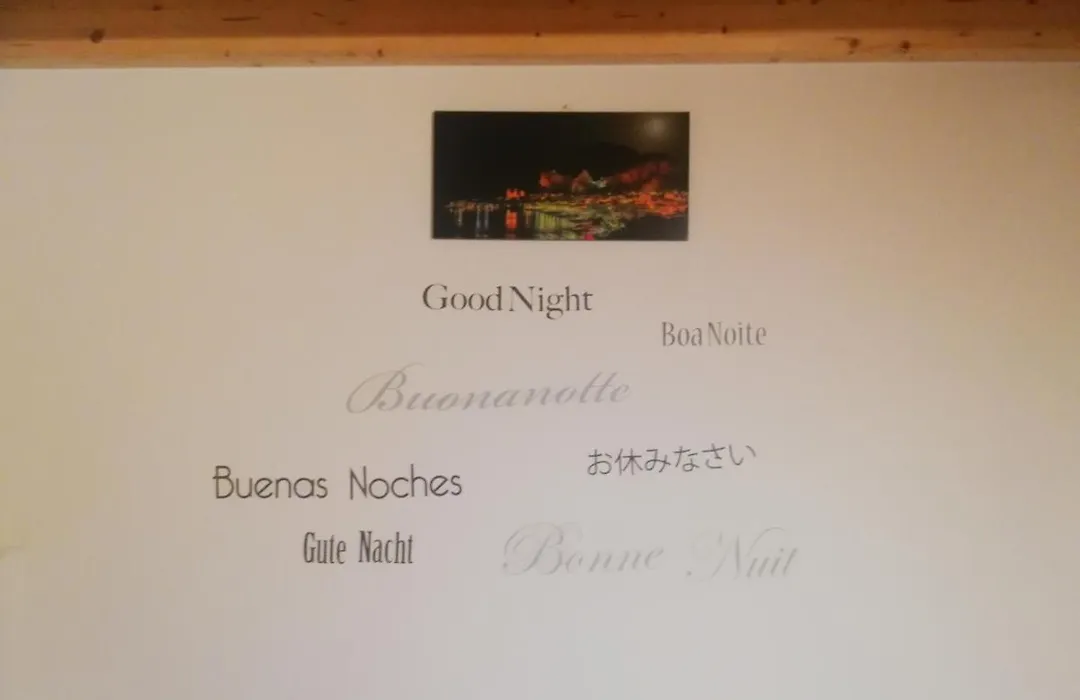 Good Night
Boa Noite
Buonanotte
お休みなさい
Buenas Noches
Gute Nacht
Bonne Nuit